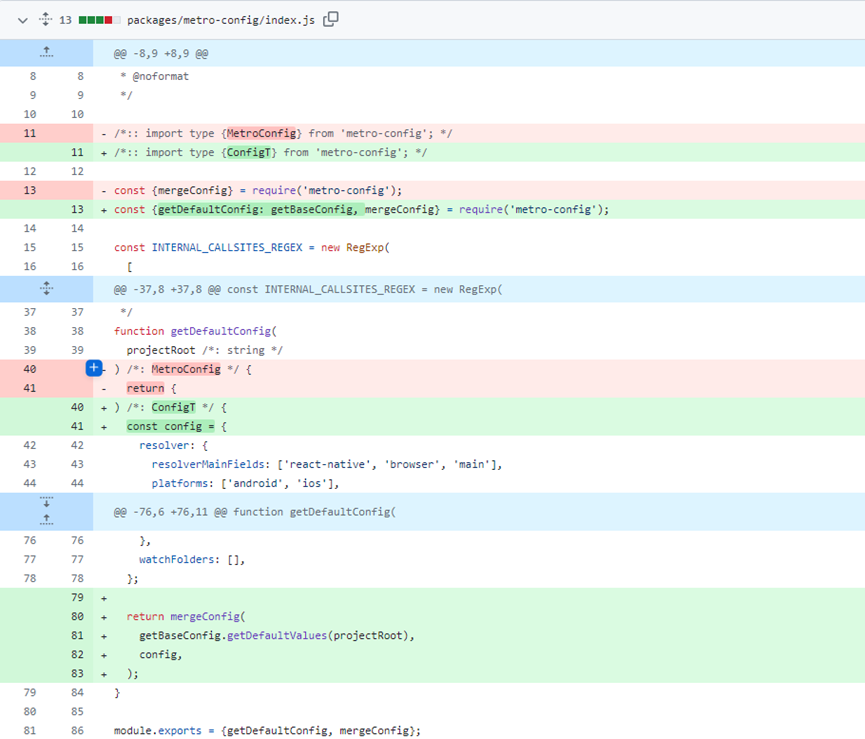 13 packages/metro-config/index.js
@@ -8,9 +8,9 @@
8 8 * @noformat
9 9 */
10 10
11 - /*:: import type {MetroConfig} from 'metro-config'; */
11 + /*:: import type {ConfigT} from 'metro-config'; */
12 12
13 - const {mergeConfig} = require('metro-config');
13 + const {getDefaultConfig: getBaseConfig, mergeConfig} = require('metro-config');
14 14
15 15 const INTERNAL_CALLSITES_REGEX = new RegExp(
16 16 [
@@ -37,8 +37,8 @@ const INTERNAL_CALLSITES_REGEX = new RegExp(
37 37 */
38 38 function getDefaultConfig(
39 39 projectRoot /*: string */
40 - ) /*: MetroConfig */ {
41 - return {
40 + ) /*: ConfigT */ {
41 + const config = {
42 42 resolver: {
43 43 resolverMainFields: ['react-native', 'browser', 'main'],
44 44 platforms: ['android', 'ios'],
@@ -76,6 +76,11 @@ function getDefaultConfig(
76 76 },
77 77 watchFolders: [],
78 78 };
79 +
80 + return mergeConfig(
81 + getBaseConfig.getDefaultValues(projectRoot),
82 + config,
83 + );
79 84 }
80 85
81 86 module.exports = {getDefaultConfig, mergeConfig};